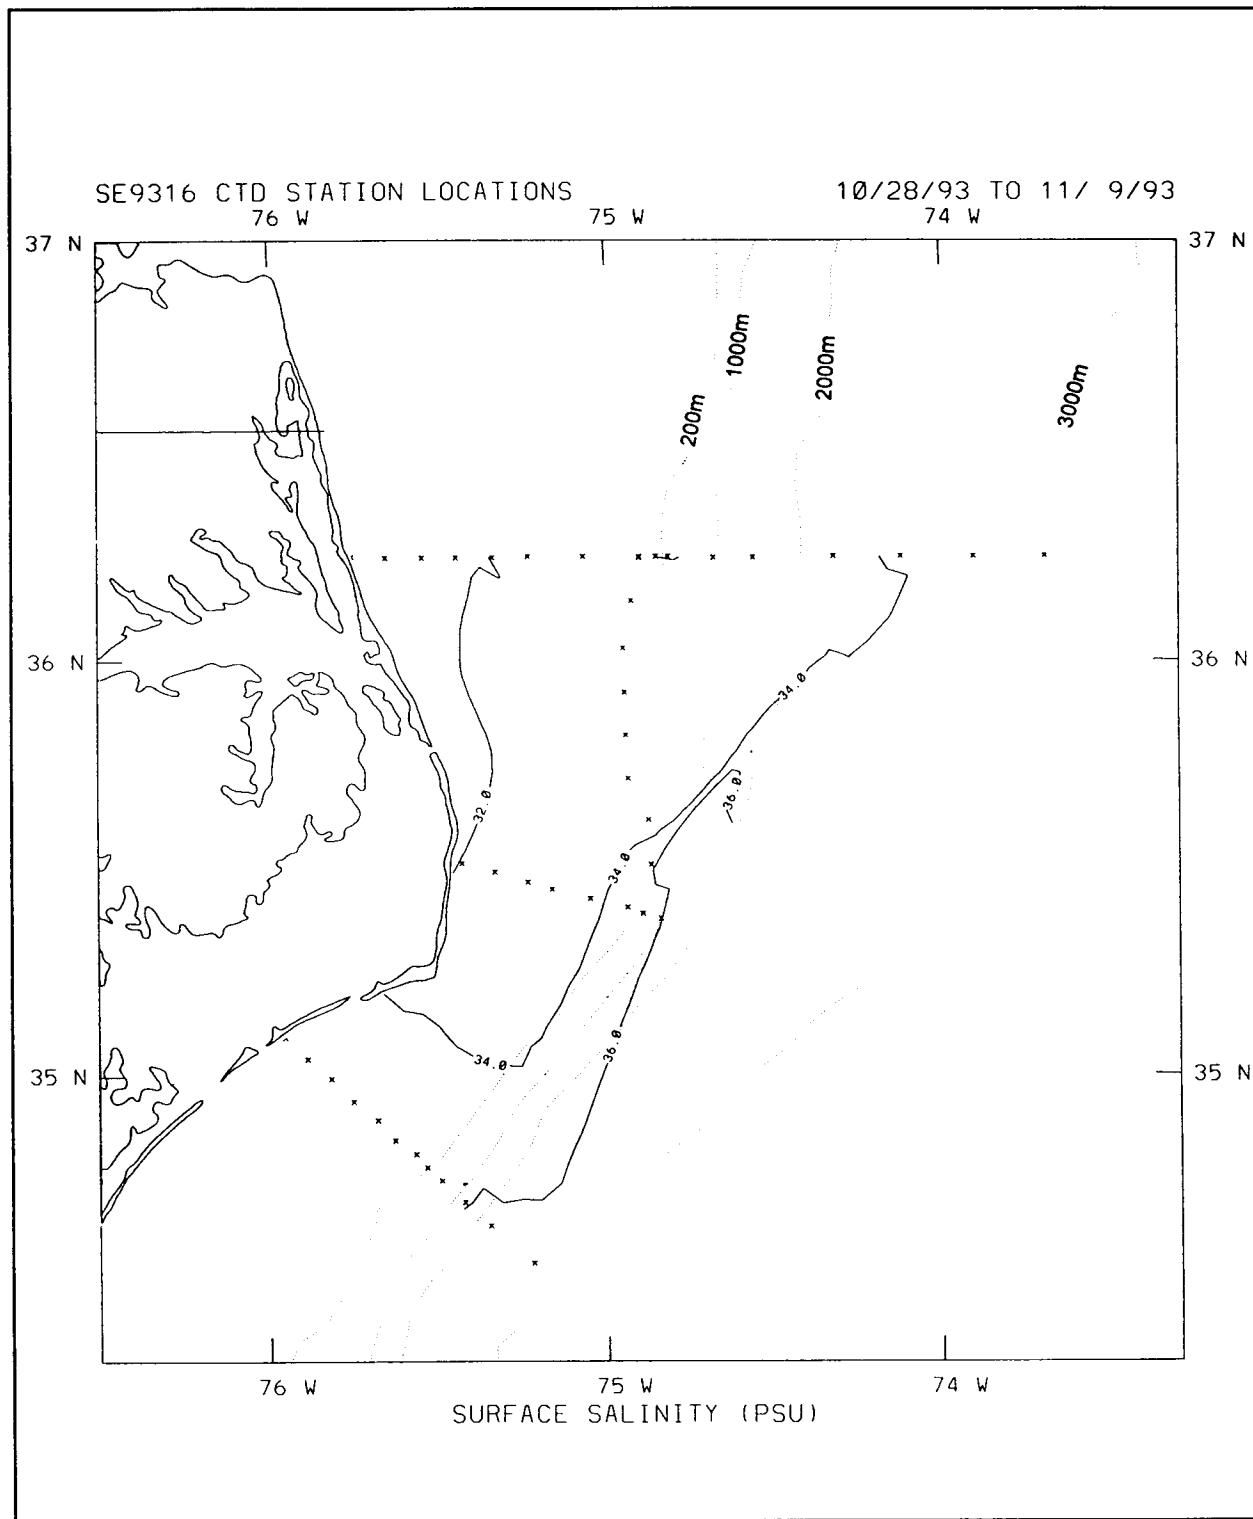 SE9316 CTD STATION LOCATIONS 10/28/93 TO 11/ 9/93
76 W 75 W 74 W
37 N 37 N
1000m
2000m
200m
3000m
36 N 36 N
34.0
36.0
32.0
34.0
36.0
34.0
35 N 35 N
76 W 75 W 74 W
SURFACE SALINITY (PSU)